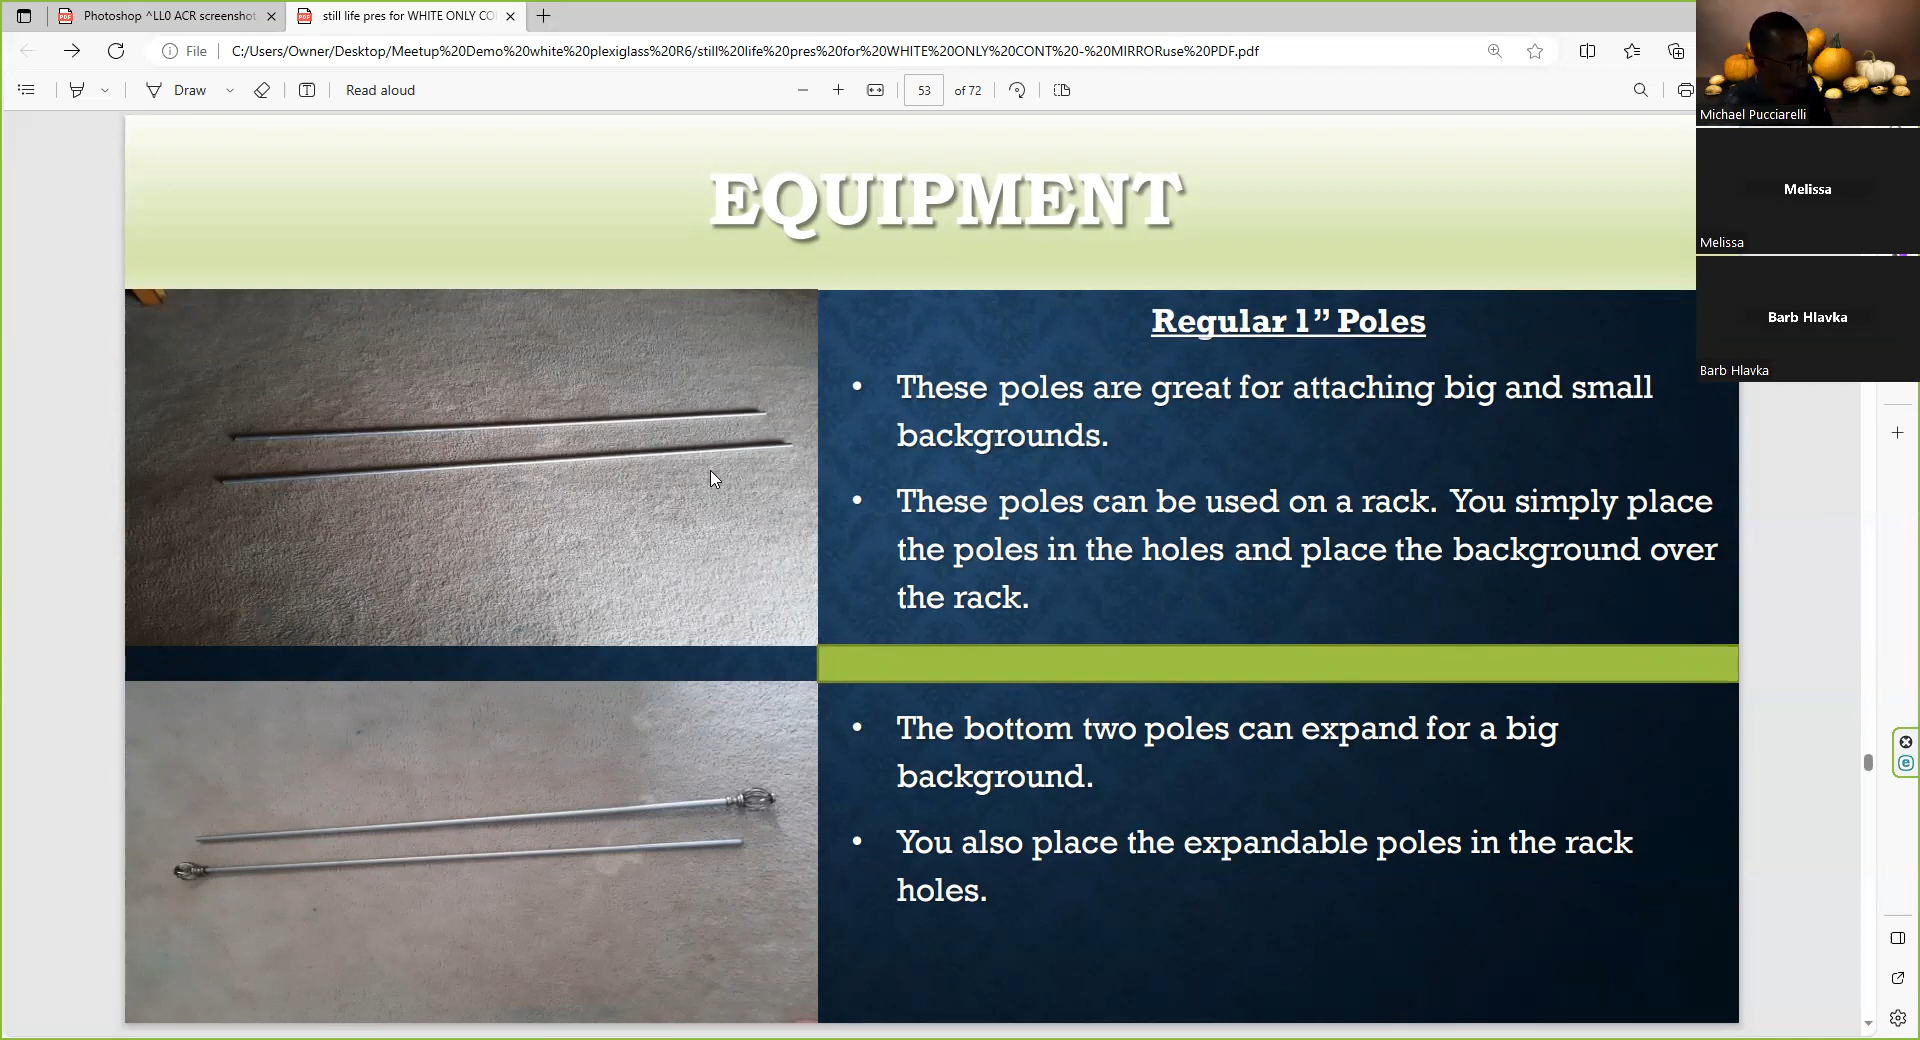 Photoshop ^LL0 ACR screenshot
still life pres for WHITE ONLY CO
File
C:/Users/Owner/Desktop/Meetup%20Demo%20white%20plexiglass%20R6/still%20life%20pres%20for%20WHITE%20ONLY%20CONT%20-%20MIRRORuse%20PDF.pdf
Draw
Read aloud
53
of 72
Michael Pucciarelli
Melissa
Melissa
Barb Hlavka
Barb Hlavka
EQUIPMENT
Regular 1” Poles
• These poles are great for attaching big and small
backgrounds.
• These poles can be used on a rack. You simply place
the poles in the holes and place the background over
the rack.
• The bottom two poles can expand for a big
background.
• You also place the expandable poles in the rack
holes.